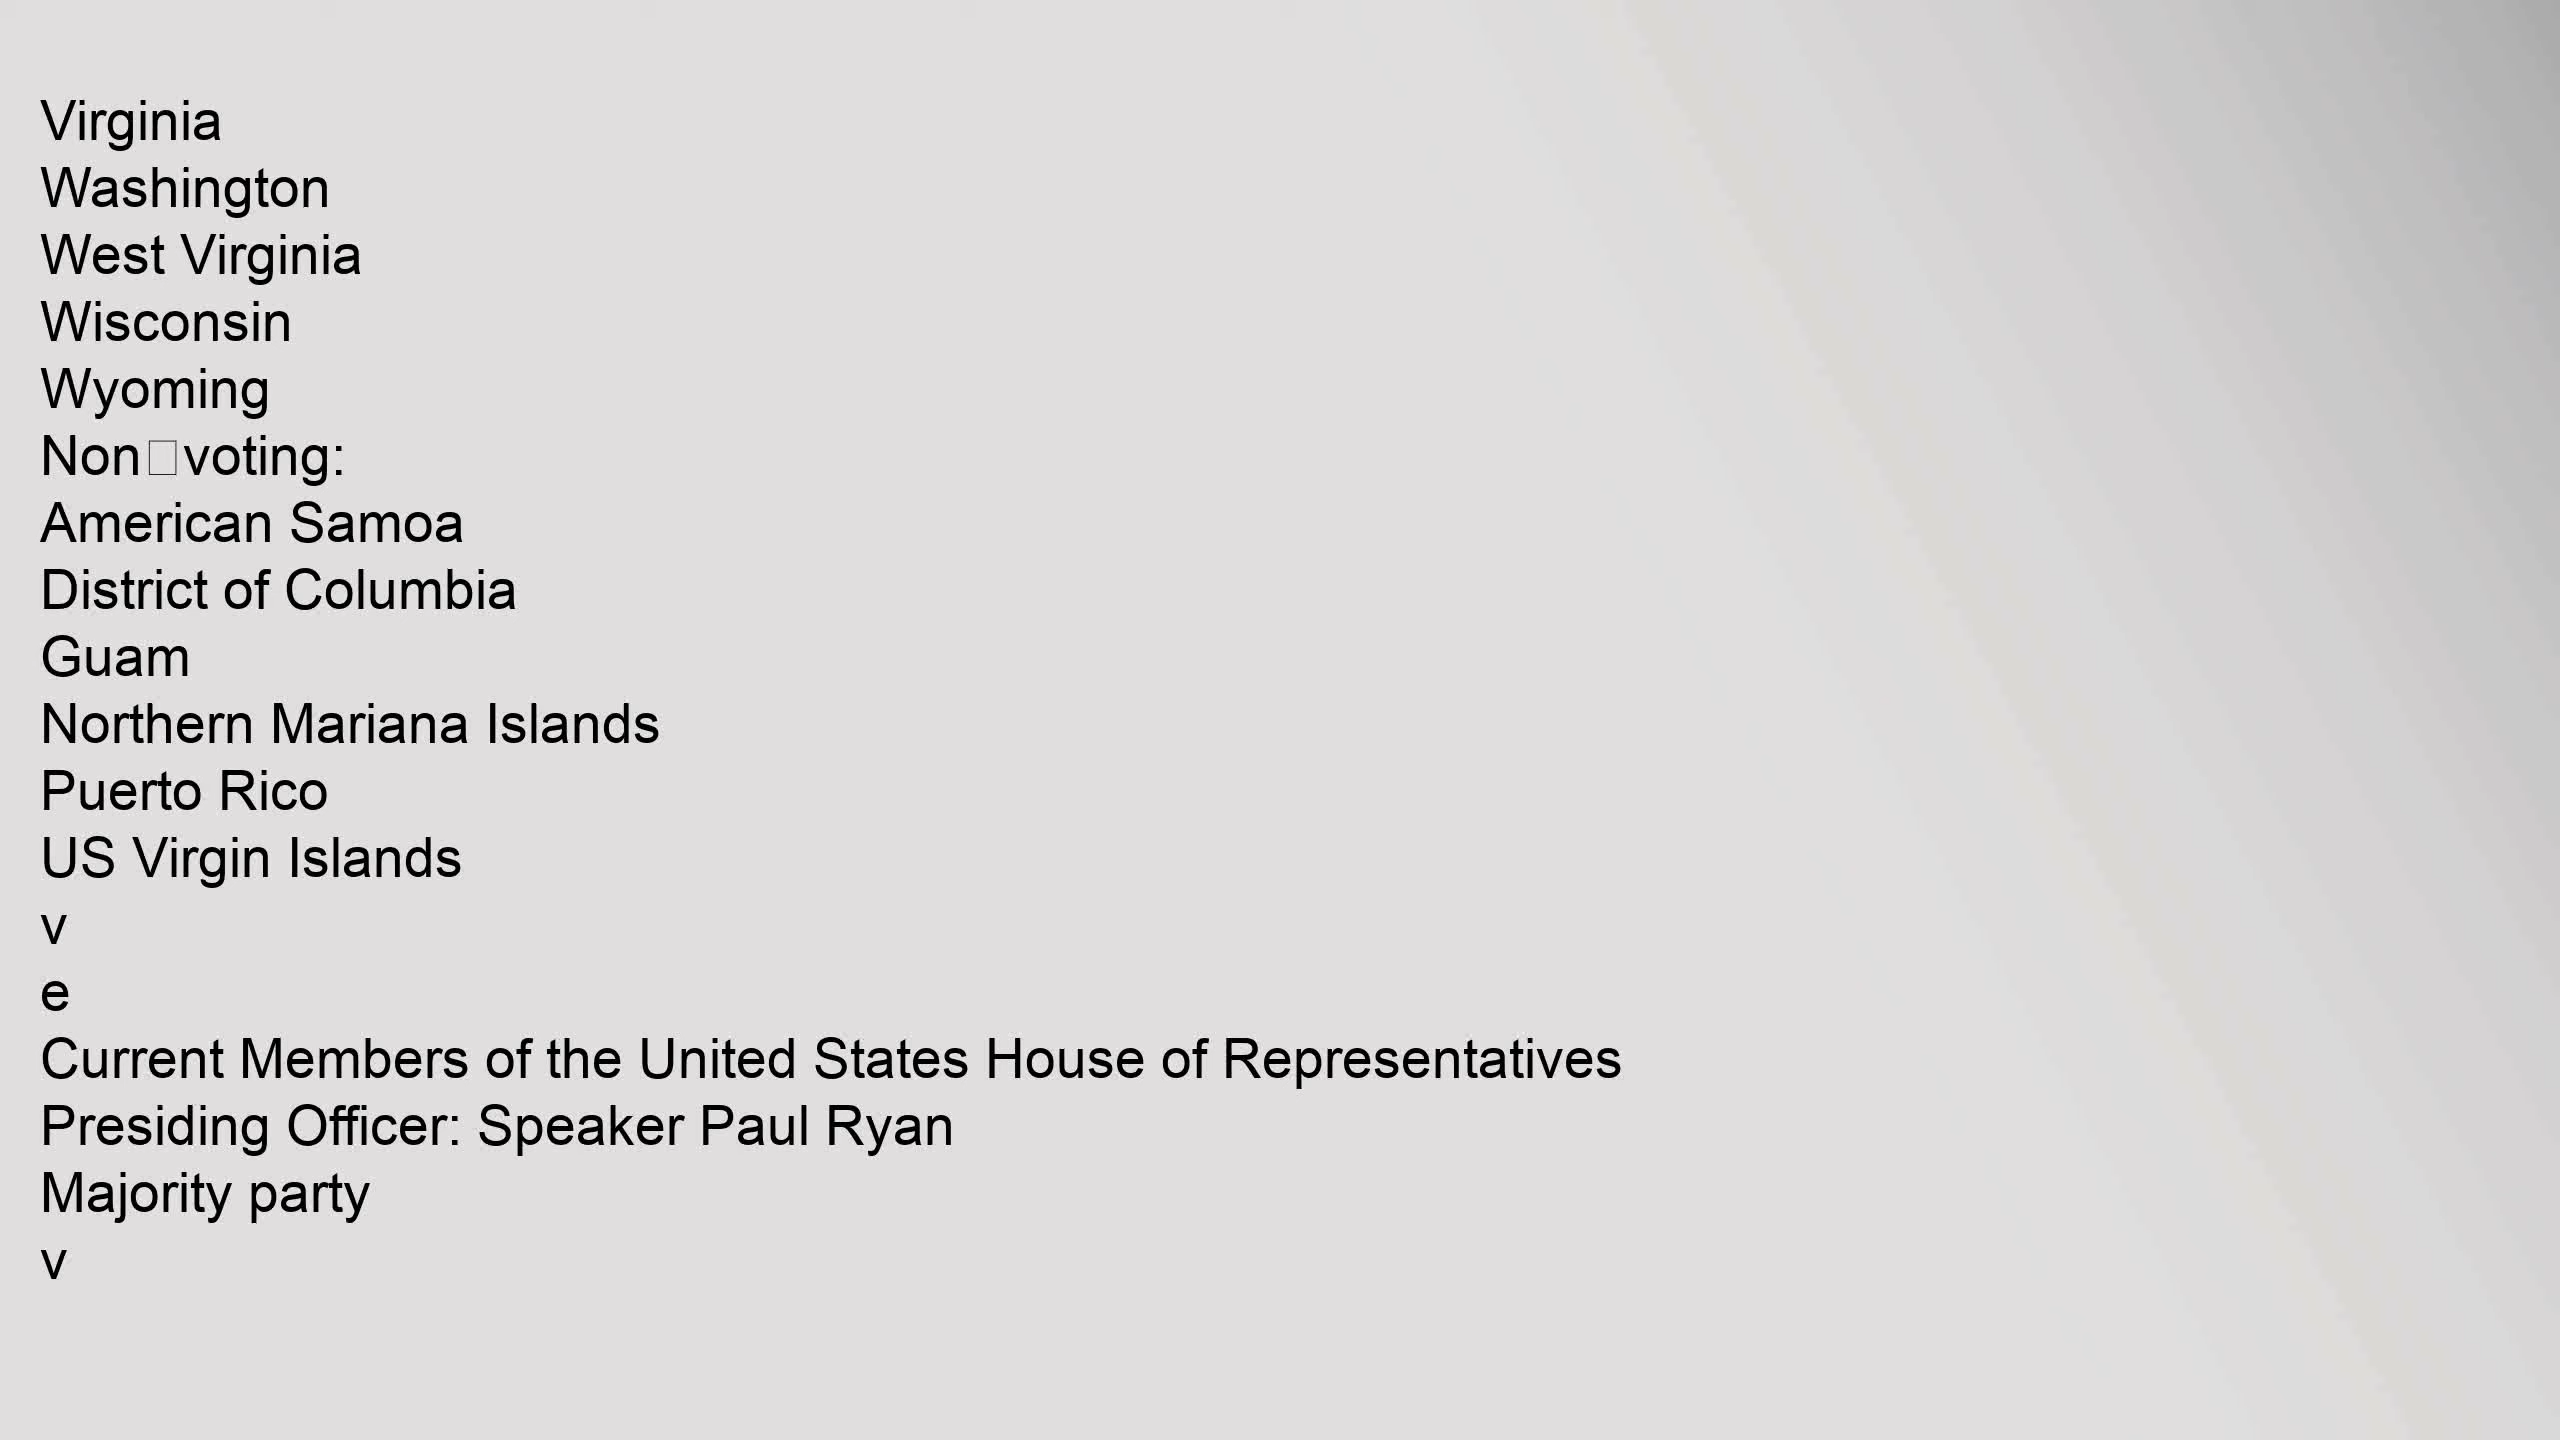 Virginia
Washington
West Virginia
Wisconsin
Wyoming
Non□voting:
American Samoa
District of Columbia
Guam
Northern Mariana Islands
Puerto Rico
US Virgin Islands
v
e
Current Members of the United States House of Representatives
Presiding Officer: Speaker Paul Ryan
Majority party
v